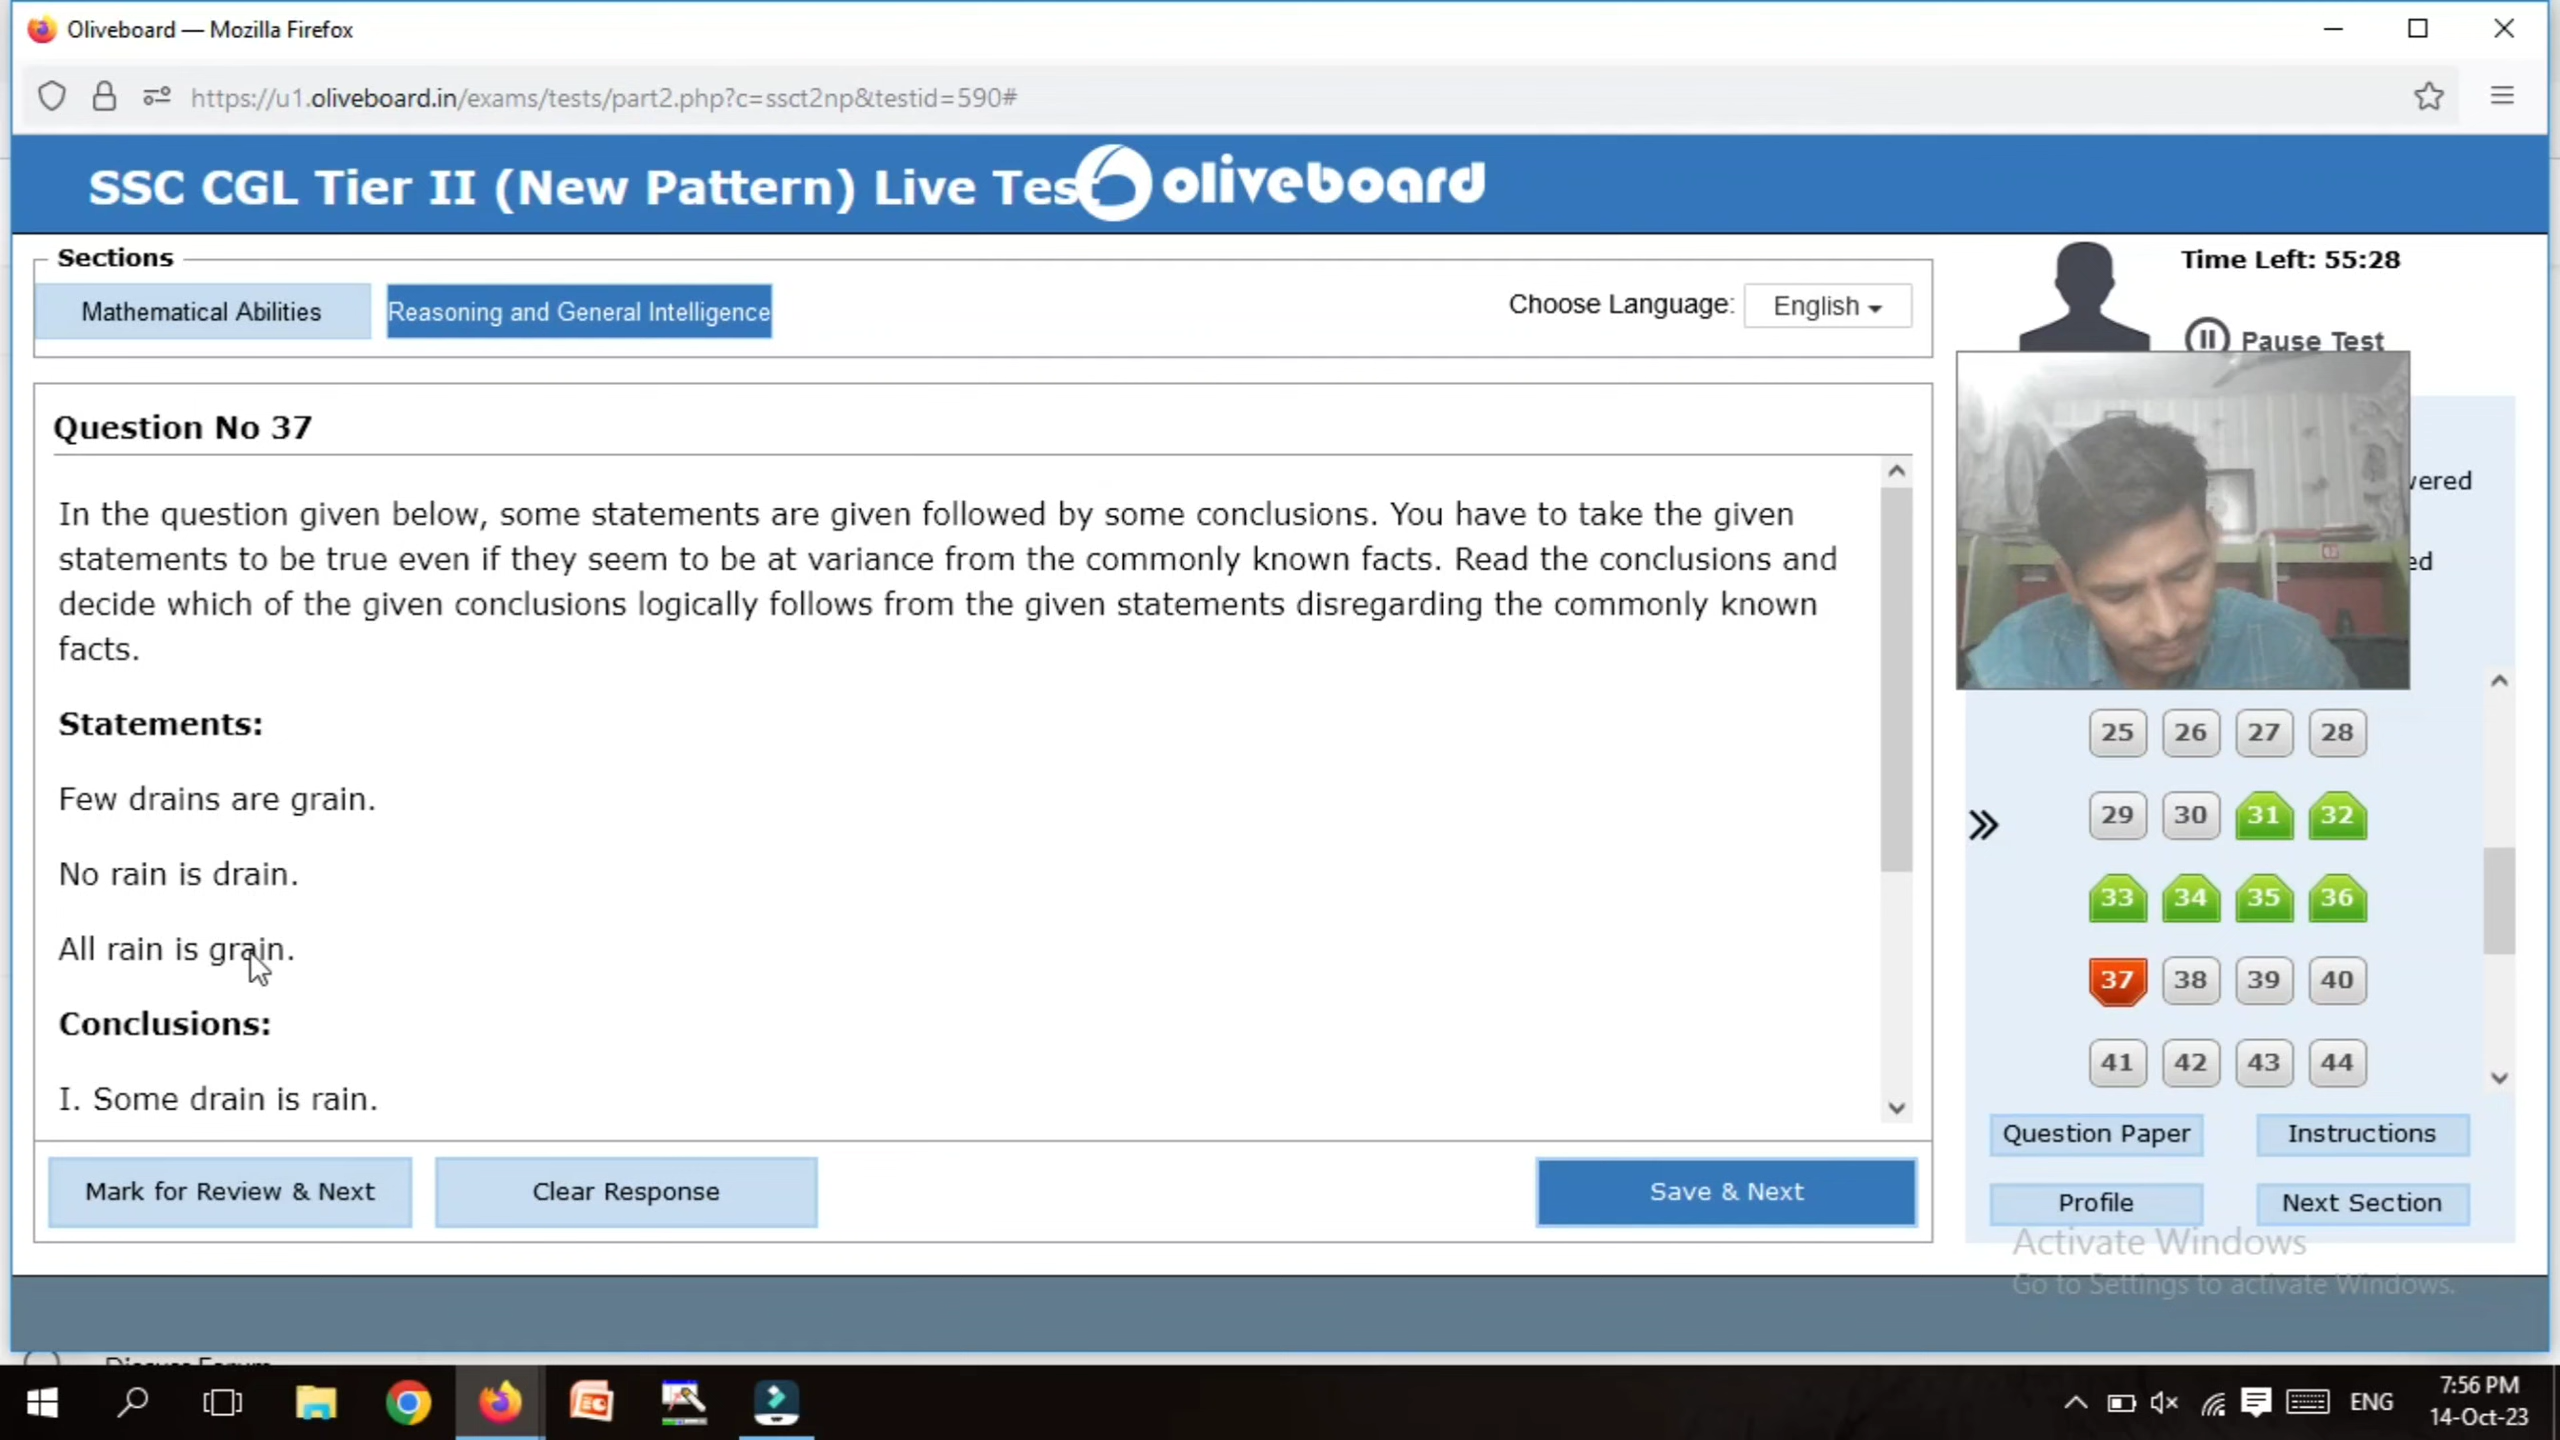 Oliveboard — Mozilla Firefox
https://u1.oliveboard.in/exams/tests/part2.php?c=ssct2np&testid=590#
SSC CGL Tier II (New Pattern) Live Tes
oliveboard
Sections
Mathematical Abilities
Reasoning and General Intelligence
Choose Language:
English
Time Left: 55:28
Pause Test
Question No 37
In the question given below, some statements are given followed by some conclusions. You have to take the given
statements to be true even if they seem to be at variance from the commonly known facts. Read the conclusions and
decide which of the given conclusions logically follows from the given statements disregarding the commonly known
facts.
Statements:
Few drains are grain.
No rain is drain.
All rain is grain.
Conclusions:
I. Some drain is rain.
Mark for Review & Next
Clear Response
Save & Next
wered
ed
25 26 27 28
29 30 31 32
33 34 35 36
37 38 39 40
41 42 43 44
Question Paper
Instructions
Profile
Next Section
Activate Windows
Go to Settings to activate Windows.
ENG
7:56 PM
14-Oct-23